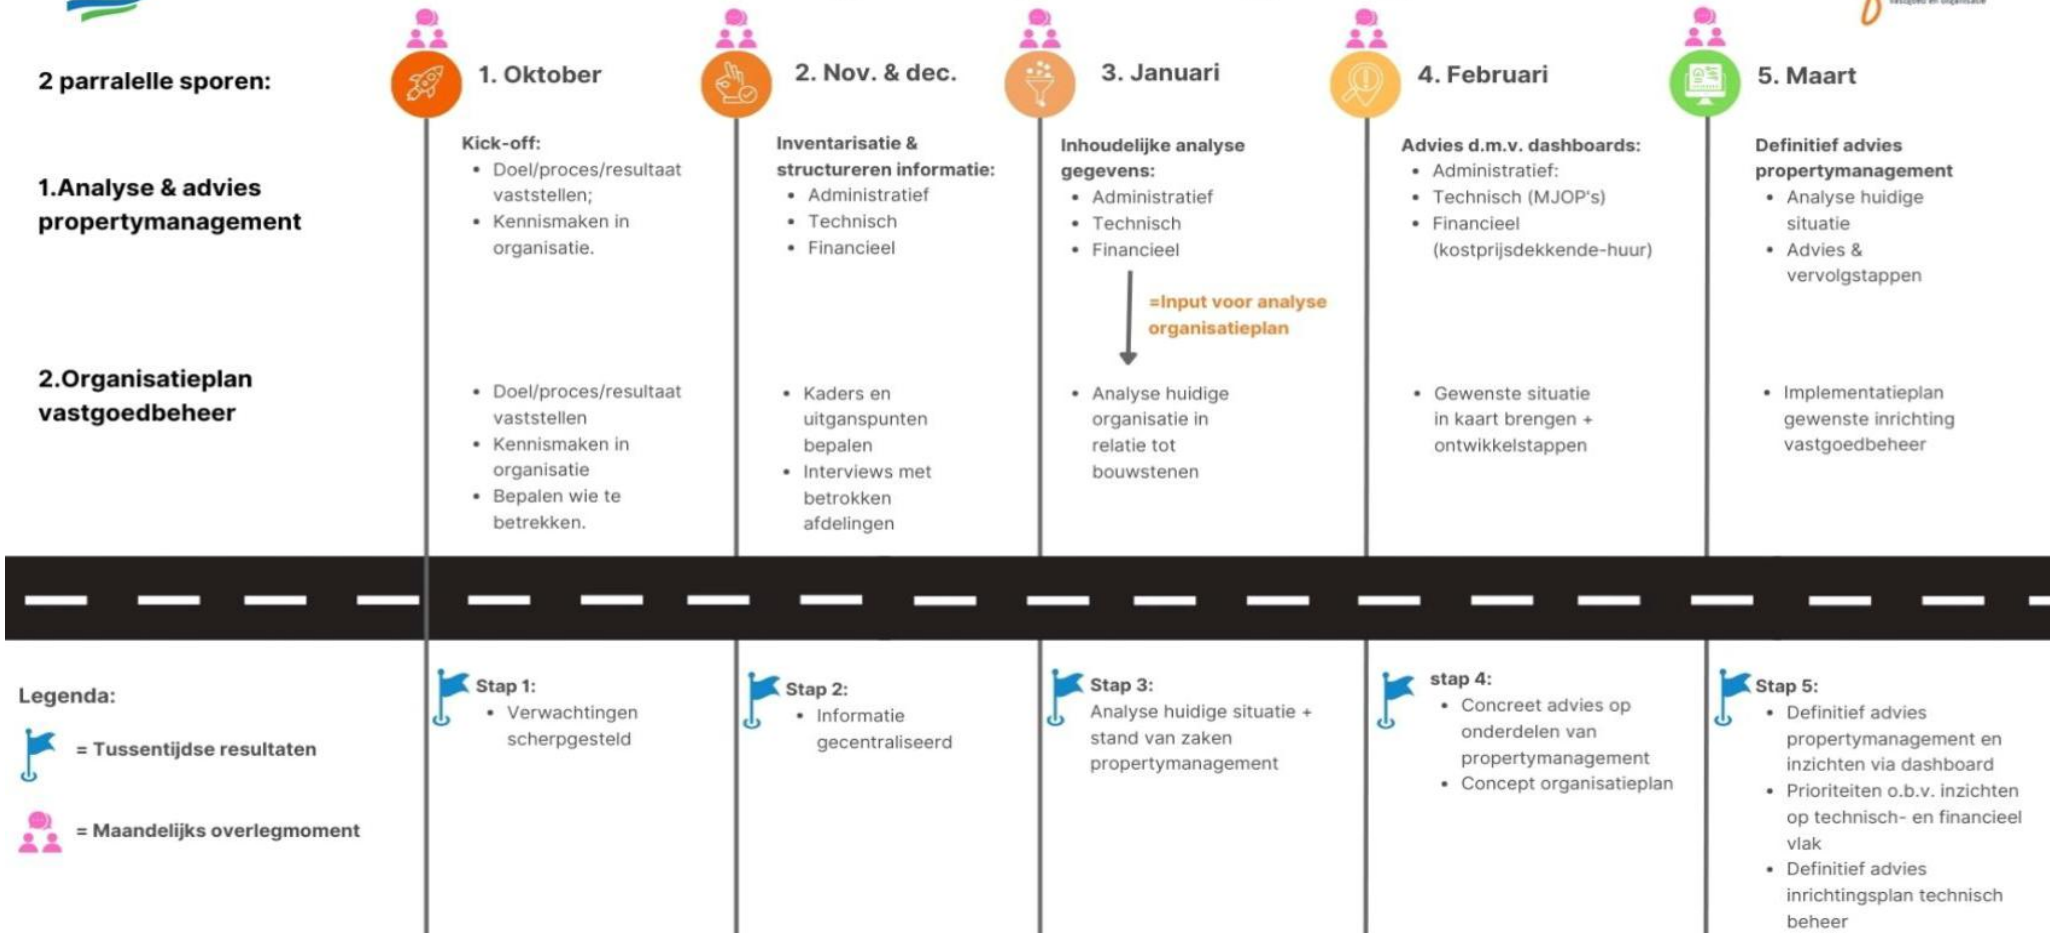 vastgoed en organisatie
2 parralelle sporen:
1. Oktober
2. Nov. & dec.
3. Januari
4. Februari
5. Maart
1.Analyse & advies
propertymanagement
Kick-off:
• Doel/proces/resultaat
vaststellen;
• Kennismaken in
organisatie.
Inventarisatie &
structureren informatie:
• Administratief
• Technisch
• Financieel
Inhoudelijke analyse
gegevens:
• Administratief
• Technisch
• Financieel
=Input voor analyse
organisatieplan
Advies d.m.v. dashboards:
• Administratief:
• Technisch (MJOP's)
• Financieel
(kostprijsdekkende-huur)
Definitief advies
propertymanagement
• Analyse huidige
situatie
• Advies &
vervolgstappen
2.Organisatieplan
vastgoedbeheer
• Doel/proces/resultaat
vaststellen
• Kennismaken in
organisatie
• Bepalen wie te
betrekken.
• Kaders en
uitganspunten
bepalen
• Interviews met
betrokken
afdelingen
• Analyse huidige
organisatie in
relatie tot
bouwstenen
• Gewenste situatie
in kaart brengen +
ontwikkelstappen
• Implementatieplan
gewenste inrichting
vastgoedbeheer
Legenda:
= Tussentijdse resultaten
= Maandelijks overlegmoment
Stap 1:
• Verwachtingen
scherpgesteld
Stap 2:
• Informatie
gecentraliseerd
Stap 3:
Analyse huidige situatie +
stand van zaken
propertymanagement
stap 4:
• Concreet advies op
onderdelen van
propertymanagement
• Concept organisatieplan
Stap 5:
• Definitief advies
propertymanagement en
inzichten via dashboard
• Prioriteiten o.b.v. inzichten
op technisch- en financieel
vlak
• Definitief advies
inrichtingsplan technisch
beheer